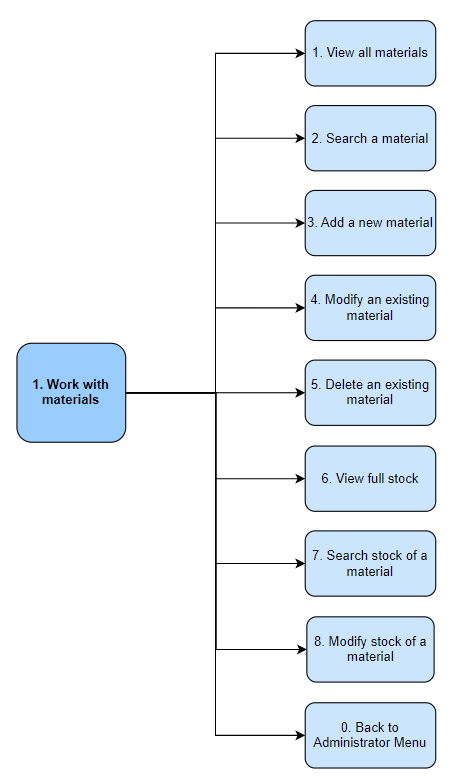 1. View all materials
2. Search a material
3. Add a new material
4. Modify an existing
material
1. Work with
materials
5. Delete an existing
material
6. View full stock
7. Search stock of a
material
8. Modify stock of a
material
0. Back to
Administrator Menu